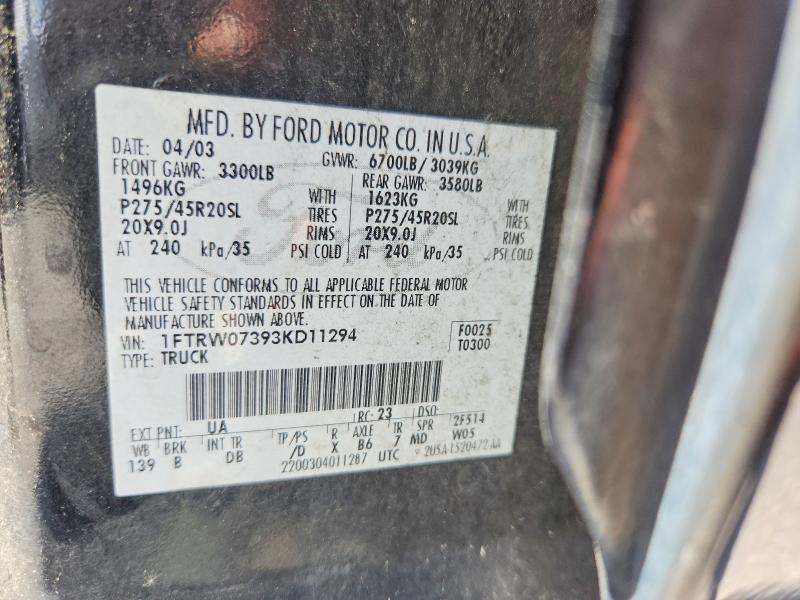 MFD. BY FORD MOTOR CO. IN U.S.A.
DATE: 04/03 GVWR: 6700LB/ 3039KG
FRONT GAWR: 3300LB REAR GAWR: 3580LB
1496KG WITH 1623KG WITH
P275/45R20SL TIRES P275/45R20SL TIRES
20X9.0J RIMS 20X9.0J RIMS
AT 240 kPa/35 PSI COLD AT 240 kPa/35 PSI COLD
THIS VEHICLE CONFORMS TO ALL APPLICABLE FEDERAL MOTOR
VEHICLE SAFETY STANDARDS IN EFFECT ON THE DATE OF
MANUFACTURE SHOWN ABOVE.
VIN: 1FTRW07393KD11294 F0025
TYPE: TRUCK T0300
EXT PNT: UA RC: 23 DSO:
WB BRK INT TR TP/PS R AXLE TR SPR 2F514
139 B DB /D X B6 7 MD W05
2200304011287 UTC 2USA1520472AA
Ford